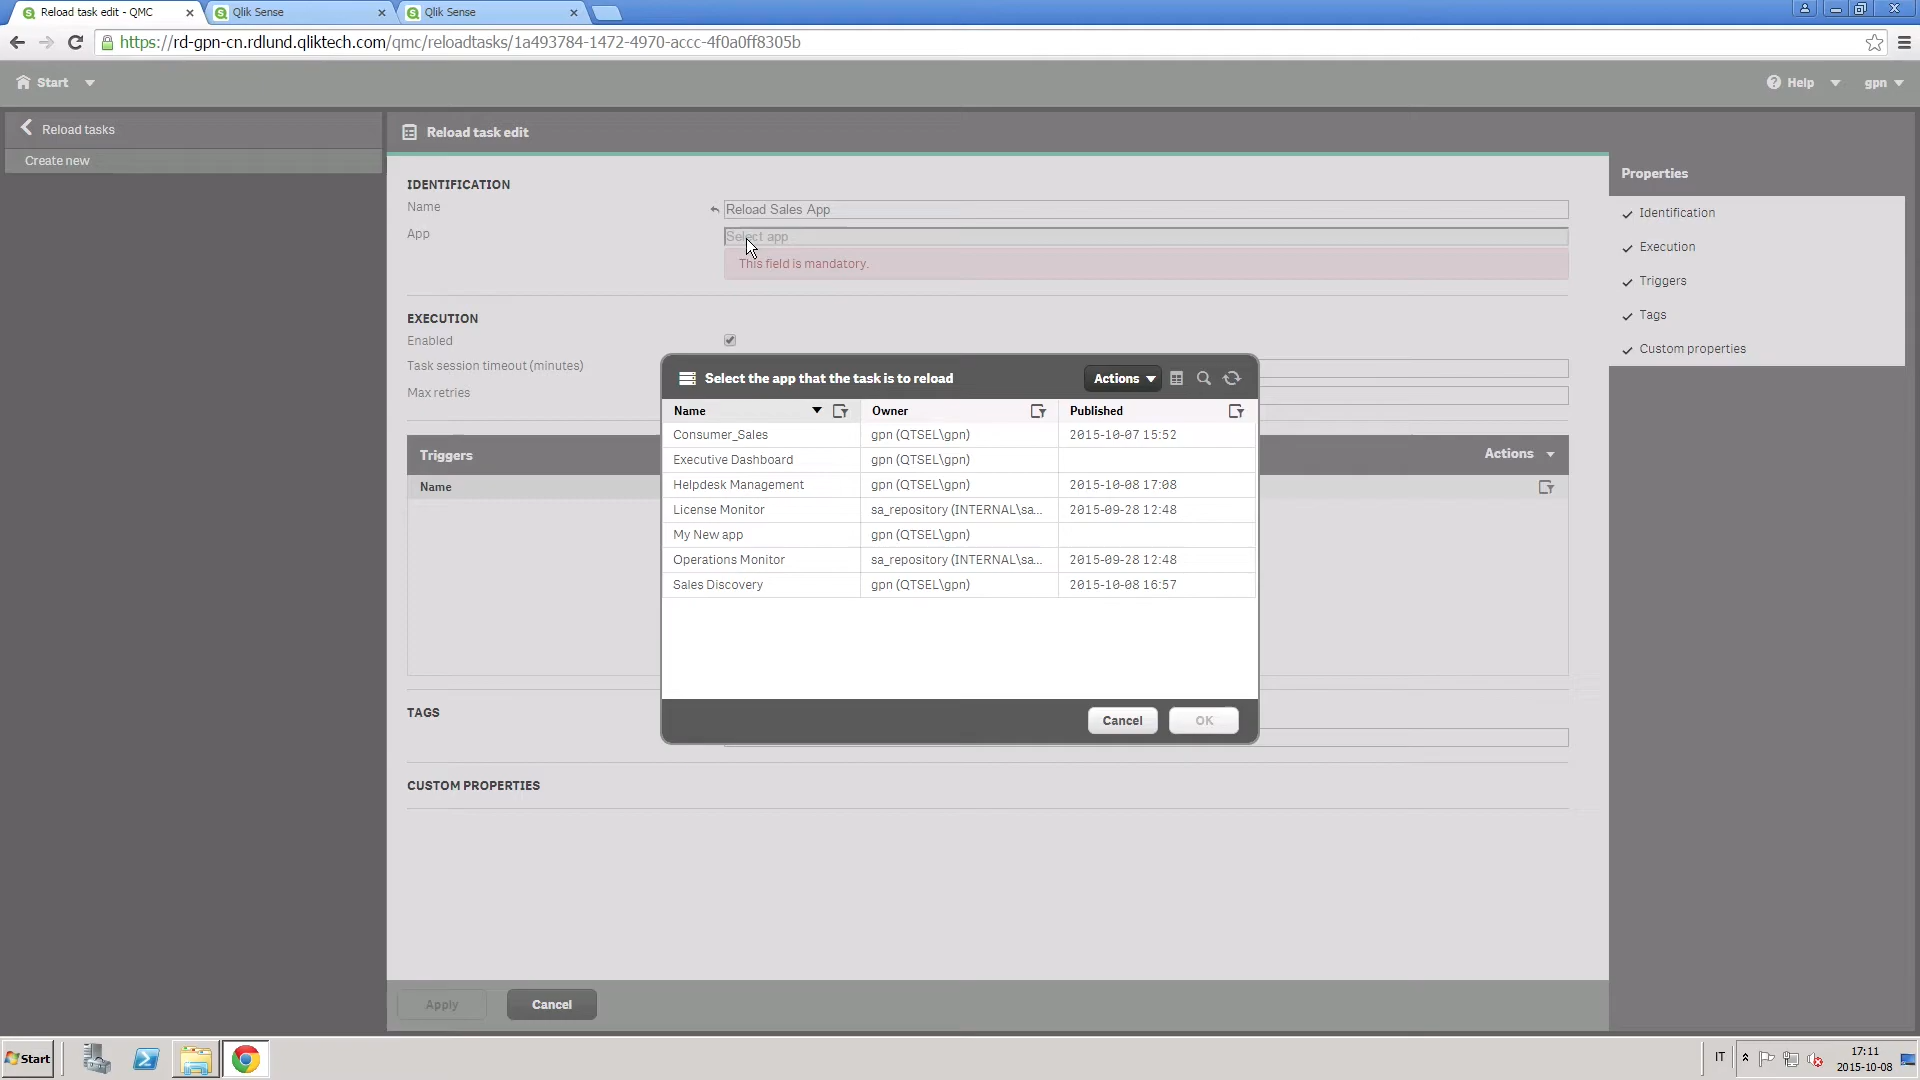 Reload task edit - QMC
Qlik Sense
Qlik Sense
https://rd-gpn-cn.rdlund.qliktech.com/qmc/reloadtasks/1a493784-1472-4970-accc-4f0a0ff8305b
Start
Help
gpn
Reload tasks
Create new
Reload task edit
IDENTIFICATION
Name
Reload Sales App
App
Select app
This field is mandatory.
EXECUTION
Enabled
Task session timeout (minutes)
Max retries
Triggers
Actions
Name
TAGS
CUSTOM PROPERTIES
Apply
Cancel
Properties
Identification
Execution
Triggers
Tags
Custom properties
Select the app that the task is to reload
Actions
Name Owner Published
Consumer_Sales gpn (QTSEL\gpn) 2015-10-07 15:52
Executive Dashboard gpn (QTSEL\gpn)
Helpdesk Management gpn (QTSEL\gpn) 2015-10-08 17:08
License Monitor sa_repository (INTERNAL\sa... 2015-09-28 12:48
My New app gpn (QTSEL\gpn)
Operations Monitor sa_repository (INTERNAL\sa... 2015-09-28 12:48
Sales Discovery gpn (QTSEL\gpn) 2015-10-08 16:57
Cancel
OK
Start
IT
17:11
2015-10-08